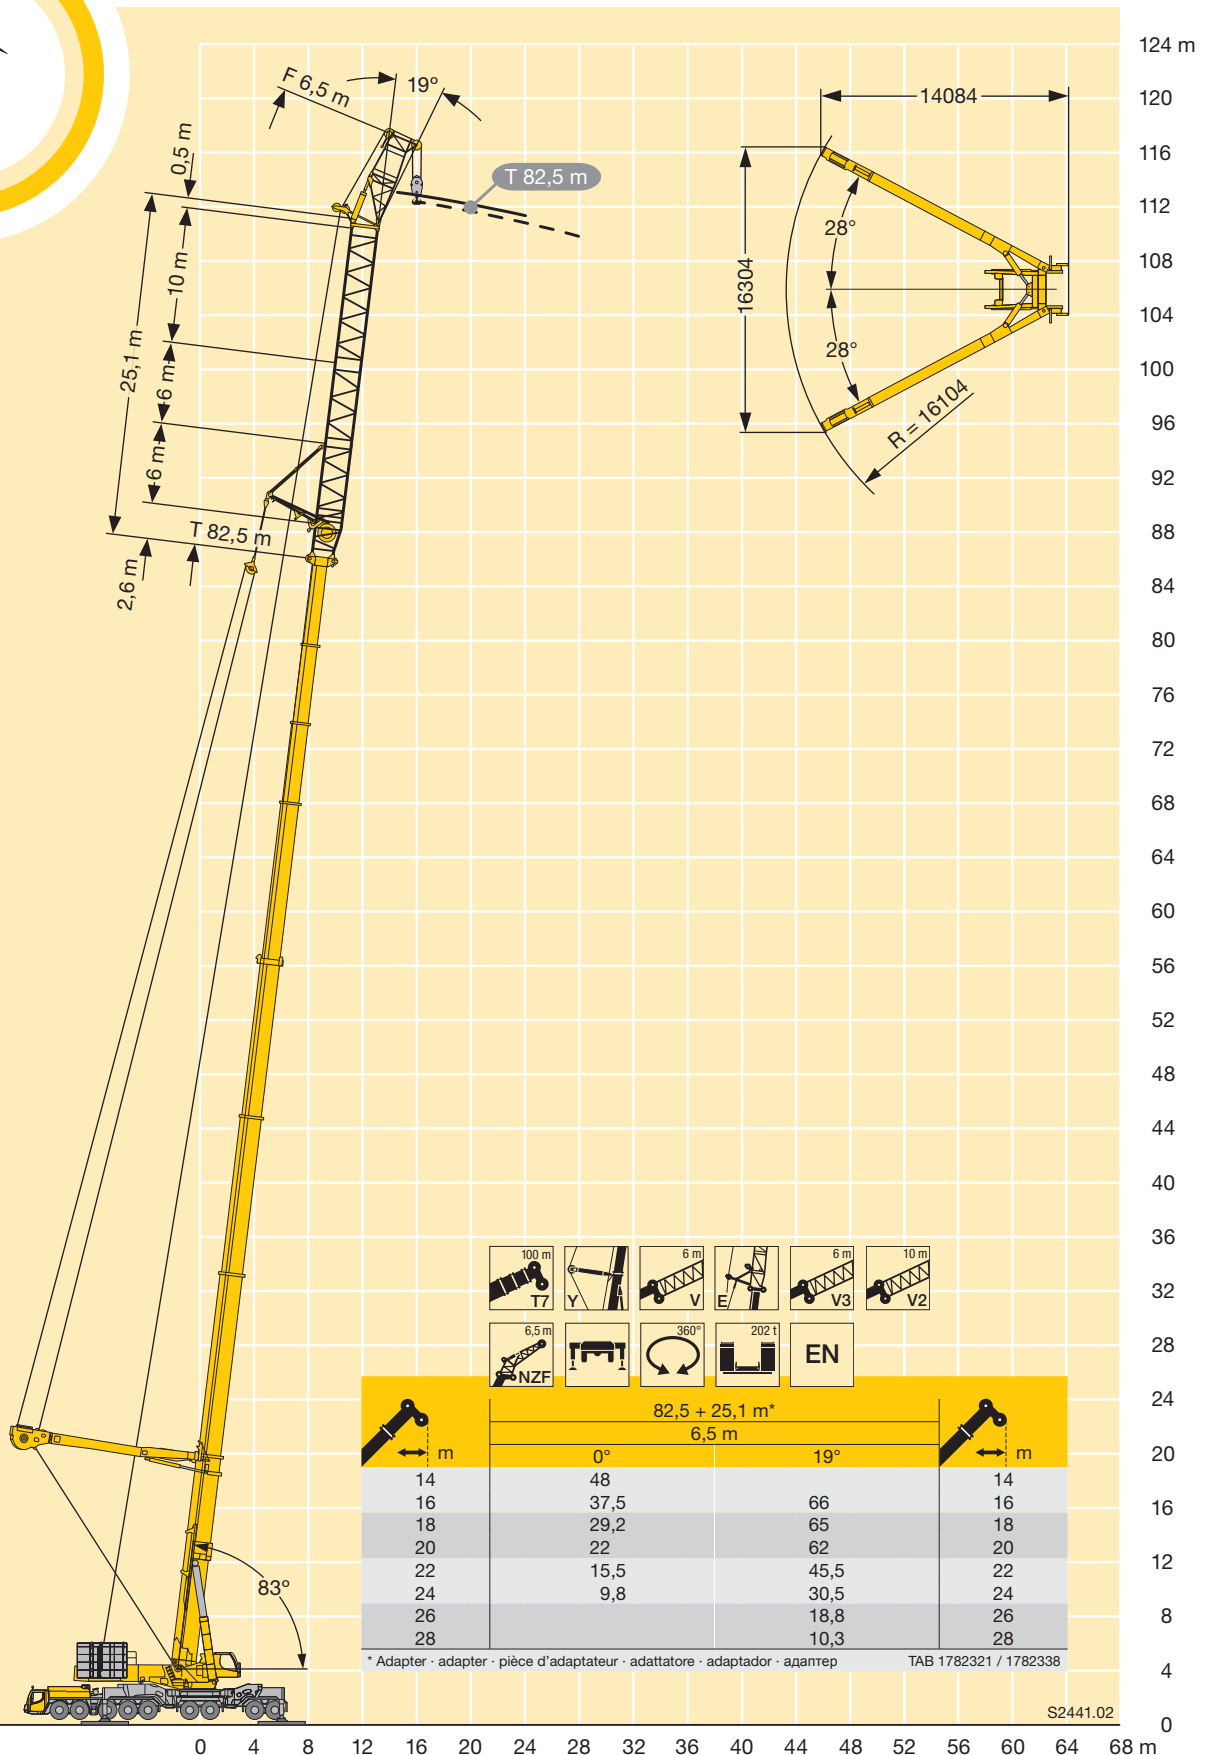 124 m
120
116
112
108
104
100
96
92
88
84
80
76
72
68
64
60
56
52
48
44
40
36
32
28
24
20
16
12
8
4
0
F 6,5 m
19°
0,5 m
10 m
25,1 m
6 m
6 m
T 82,5 m
2,6 m
T 82,5 m
14084
16304
28°
28°
R = 16104
83°
100 m
T7
Y
6 m
V
E
6 m
V3
10 m
V2
6,5 m
NZF
360°
202 t
EN
82,5 + 25,1 m*
6,5 m
m 0° 19° m
14 48 14
16 37,5 66 16
18 29,2 65 18
20 22 62 20
22 15,5 45,5 22
24 9,8 30,5 24
26 18,8 26
28 10,3 28
* Adapter · adapter · pièce d'adaptateur · adattatore · adaptador · адаптер TAB 1782321 / 1782338
S2441.02
0 4 8 12 16 20 24 28 32 36 40 44 48 52 56 60 64 68 m